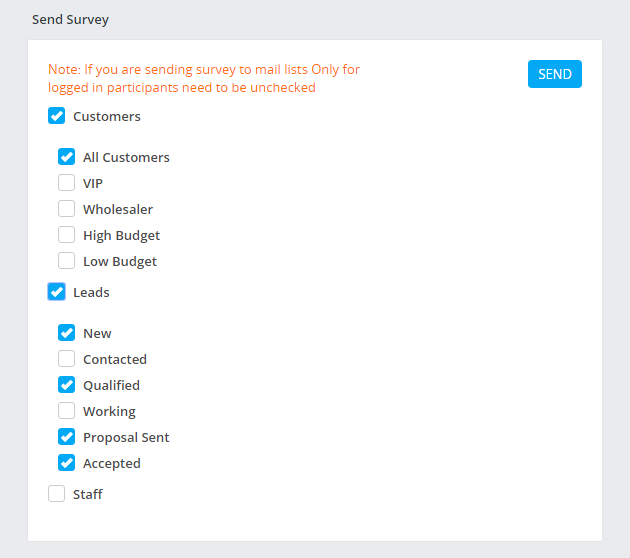 Send Survey
Note: If you are sending survey to mail lists Only for
logged in participants need to be unchecked
SEND
Customers
All Customers
VIP
Wholesaler
High Budget
Low Budget
Leads
New
Contacted
Qualified
Working
Proposal Sent
Accepted
Staff